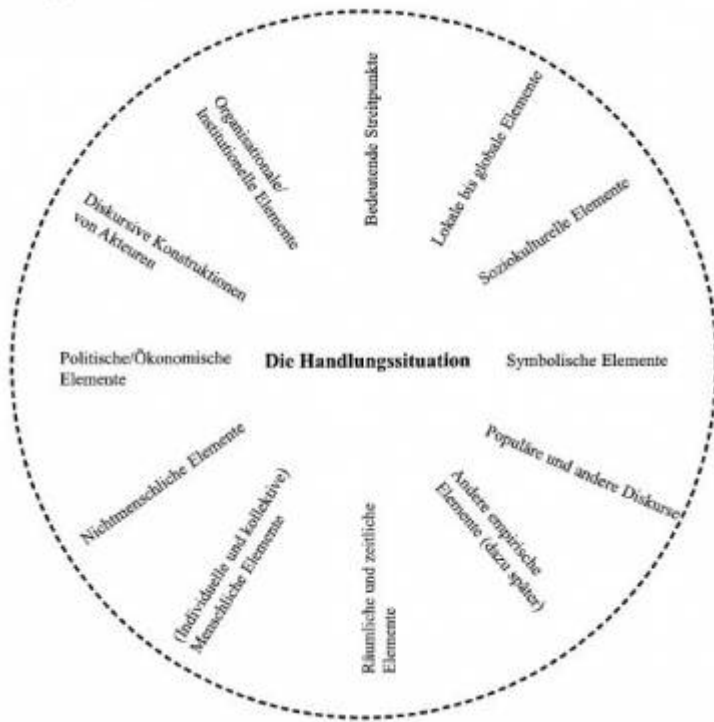 Bedeutende Streitpunkte
Lokale bis globale Elemente
Soziokulturelle Elemente
Symbolische Elemente
Populäre und andere Diskurse
Andere empirische
Elemente (dazu später)
Räumliche und zeitliche
Elemente
(Individuelle und kollektive)
Menschliche Elemente
Nichtmenschliche Elemente
Politische/Ökonomische
Elemente
Diskursive Konstruktionen
von Akteuren
Organisationale/
Institutionelle Elemente
Die Handlungssituation